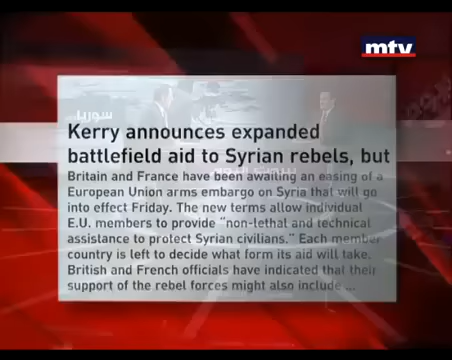 mtv
سوريا
Kerry announces expanded
battlefield aid to Syrian rebels, but
Britain and France have been awaiting an easing of a
European Union arms embargo on Syria that will go
into effect Friday. The new terms allow individual
E.U. members to provide “non-lethal and technical
assistance to protect Syrian civilians.” Each member
country is left to decide what form its aid will take.
British and French officials have indicated that their
support of the rebel forces might also include ...